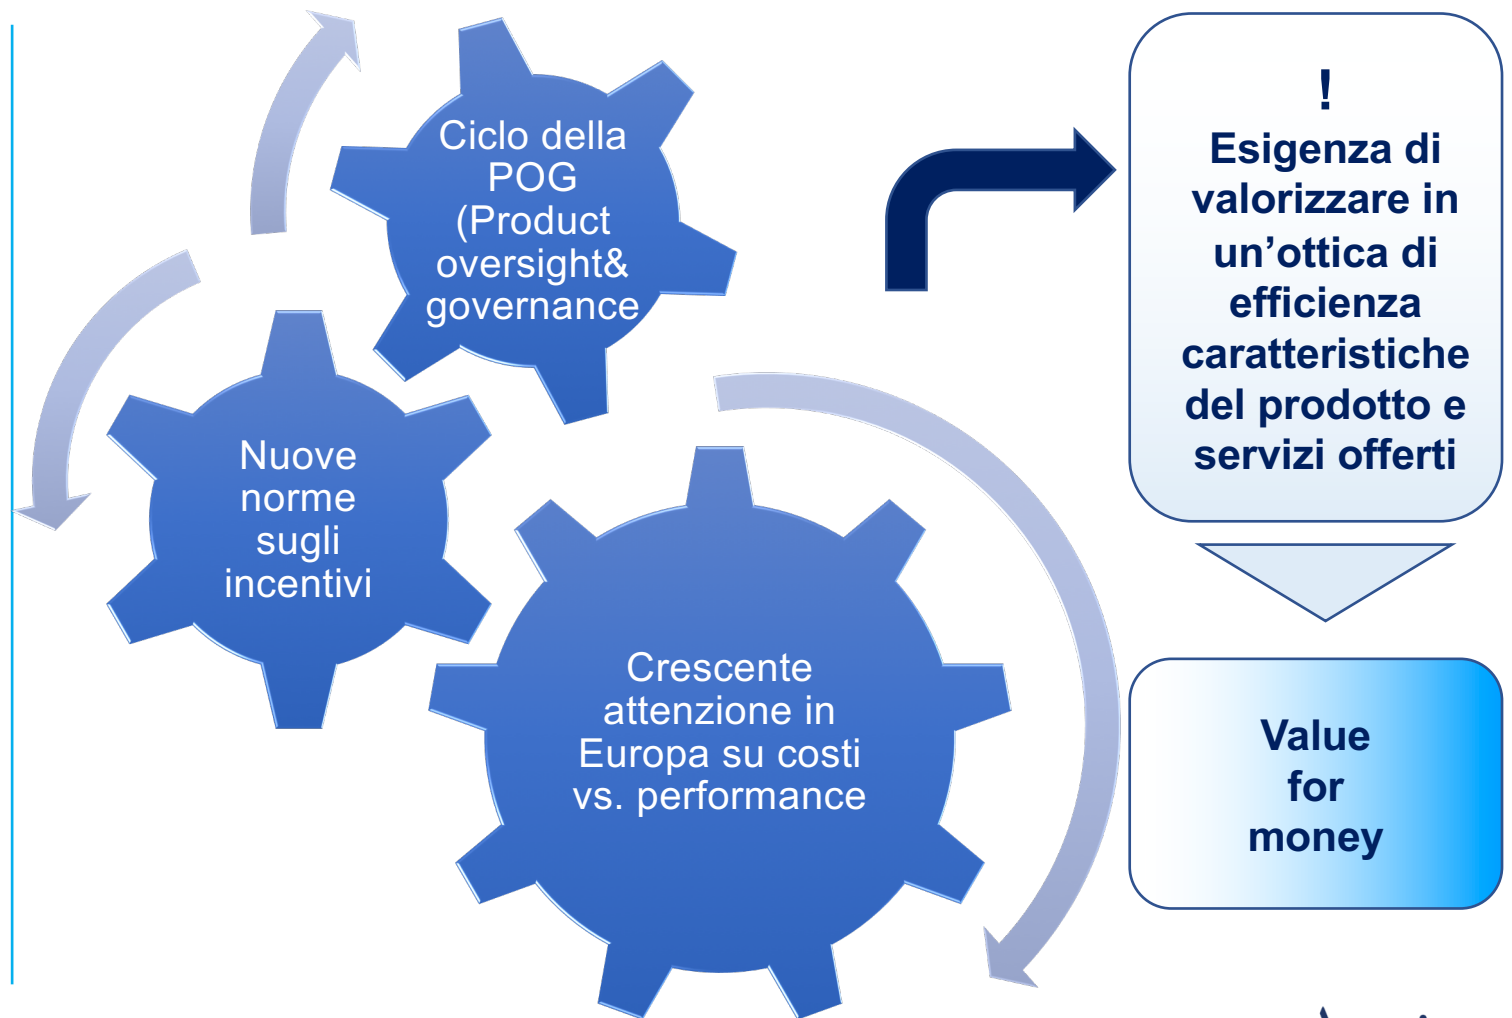 Ciclo della
POG
(Product
oversight&
governance
Nuove
norme
sugli
incentivi
Crescente
attenzione in
Europa su costi
vs. performance
!
Esigenza di
valorizzare in
un’ottica di
efficienza
caratteristiche
del prodotto e
servizi offerti
Value
for
money